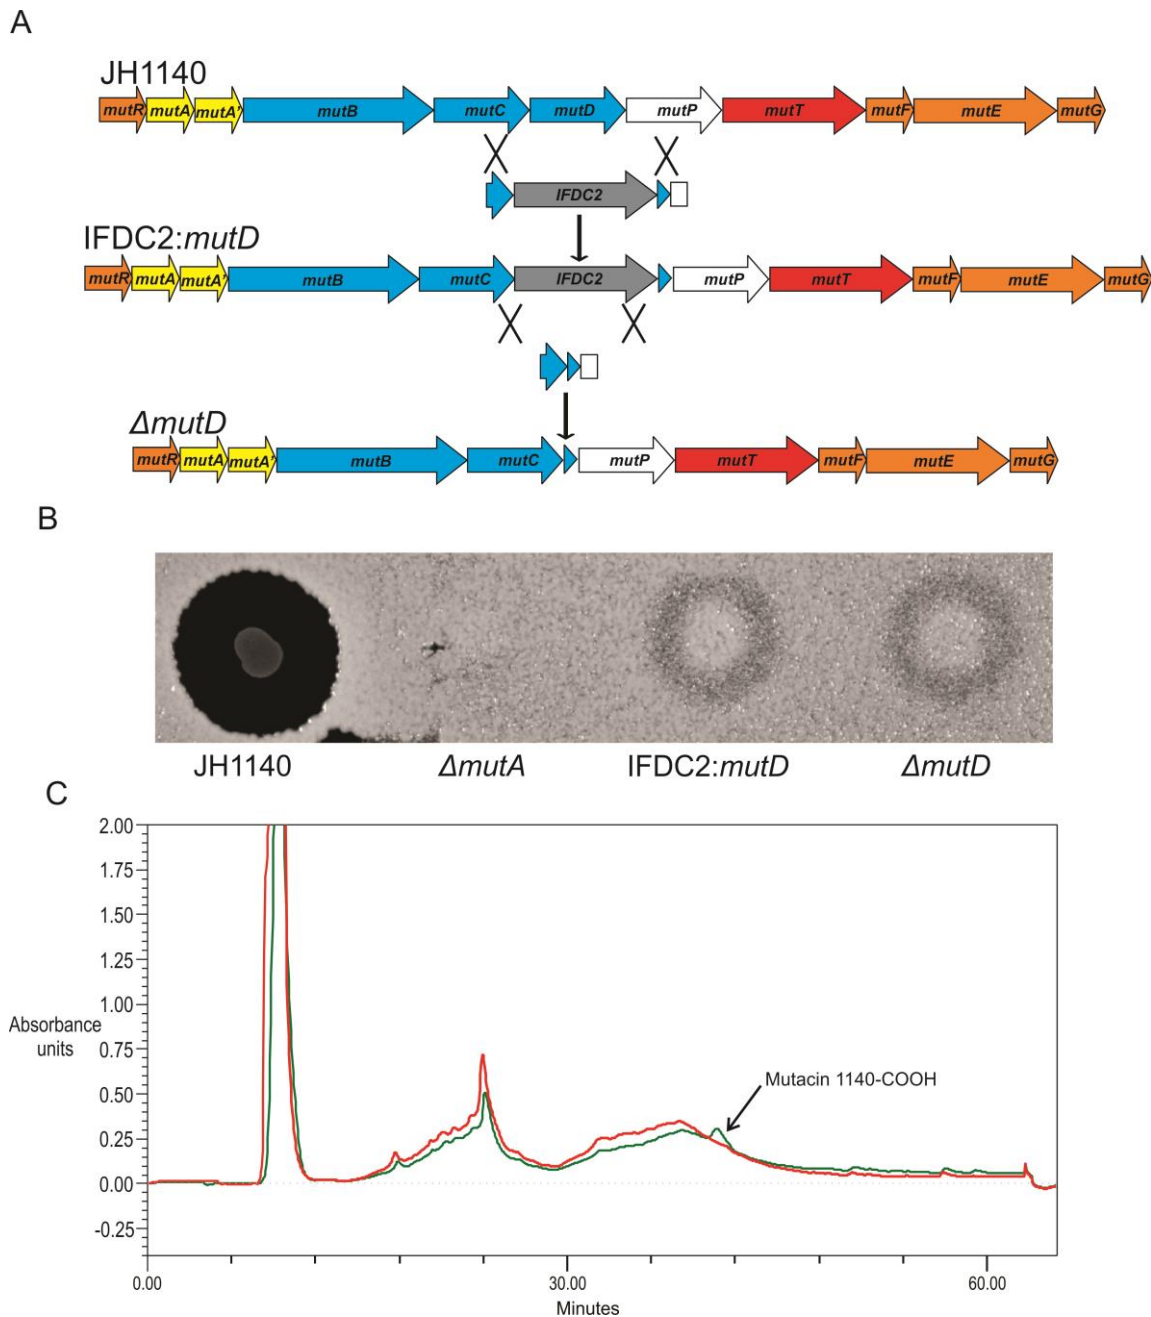 A
JH1140
mutR mutA mutA' mutB mutC mutD mutP mutT mutF mutE mutG
IFDC2
IFDC2:mutD
mutR mutA mutA' mutB mutC IFDC2 mutP mutT mutF mutE mutG
ΔmutD
mutR mutA mutA' mutB mutC mutP mutT mutF mutE mutG
B
JH1140 ΔmutA IFDC2:mutD ΔmutD
C
2.00
1.75
1.50
1.25
1.00
0.75
0.50
0.25
0.00
-0.25
Absorbance
units
Mutacin 1140-COOH
0.00 30.00 60.00
Minutes